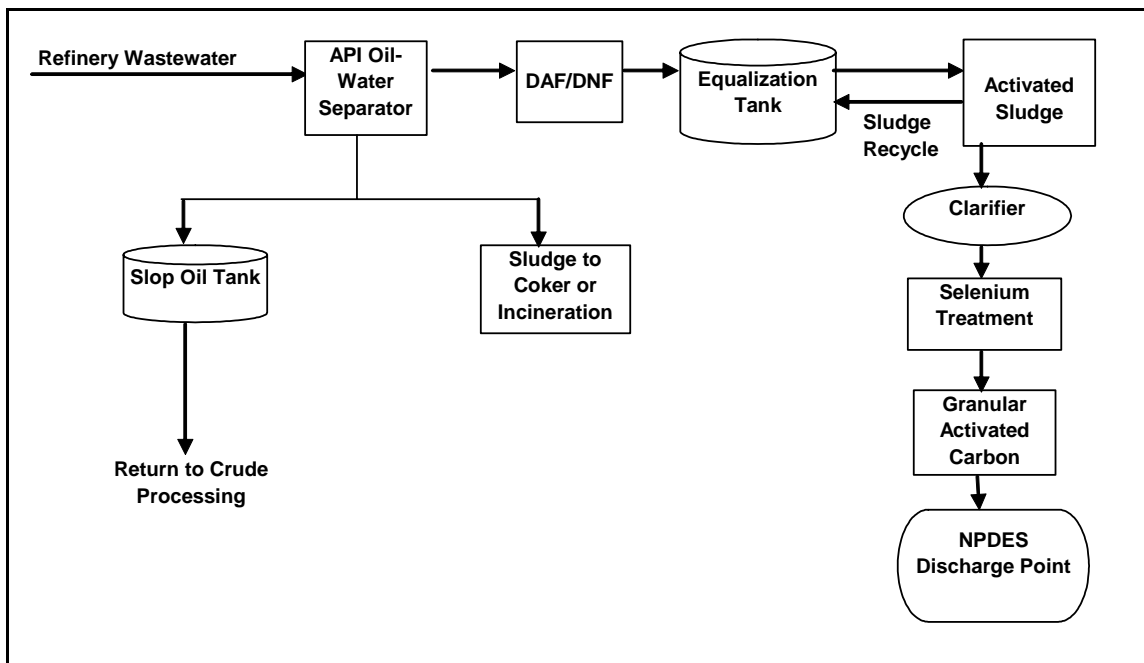 Refinery Wastewater
API Oil-
Water
Separator
DAF/DNF
Equalization
Tank
Activated
Sludge
Sludge
Recycle
Clarifier
Slop Oil Tank
Sludge to
Coker or
Incineration
Selenium
Treatment
Granular
Activated
Carbon
Return to Crude
Processing
NPDES
Discharge Point